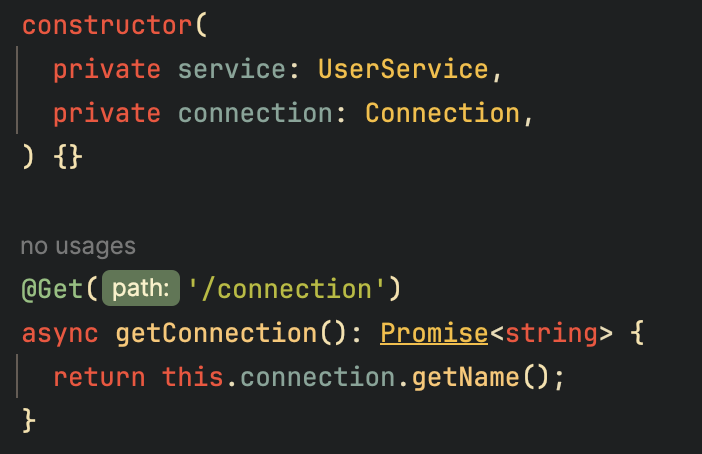 constructor(
  private service: UserService,
  private connection: Connection,
) {}

no usages
@Get( path: '/connection')
async getConnection(): Promise<string> {
  return this.connection.getName();
}